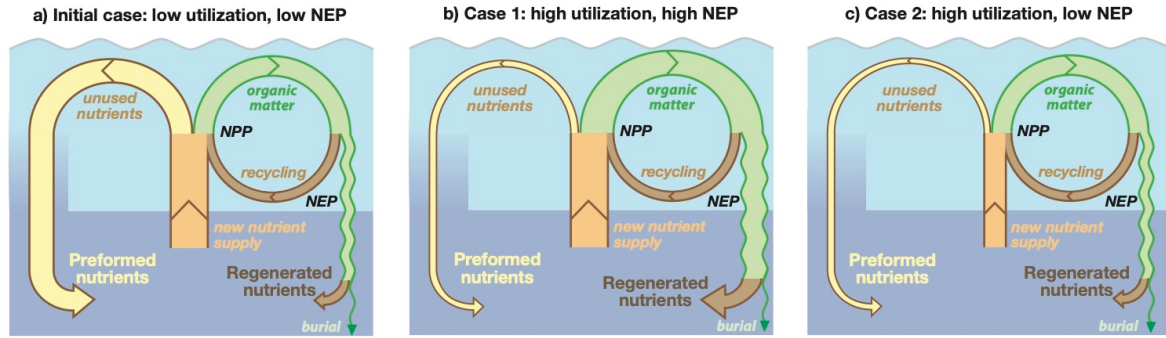 a) Initial case: low utilization, low NEP
unused
nutrients
organic
matter
NPP
recycling
NEP
new nutrient
supply
Preformed
nutrients
Regenerated
nutrients
burial
b) Case 1: high utilization, high NEP
unused
nutrients
organic
matter
NPP
recycling
NEP
new nutrient
supply
Preformed
nutrients
Regenerated
nutrients
burial
c) Case 2: high utilization, low NEP
unused
nutrients
organic
matter
NPP
recycling
NEP
new nutrient
supply
Preformed
nutrients
Regenerated
nutrients
burial